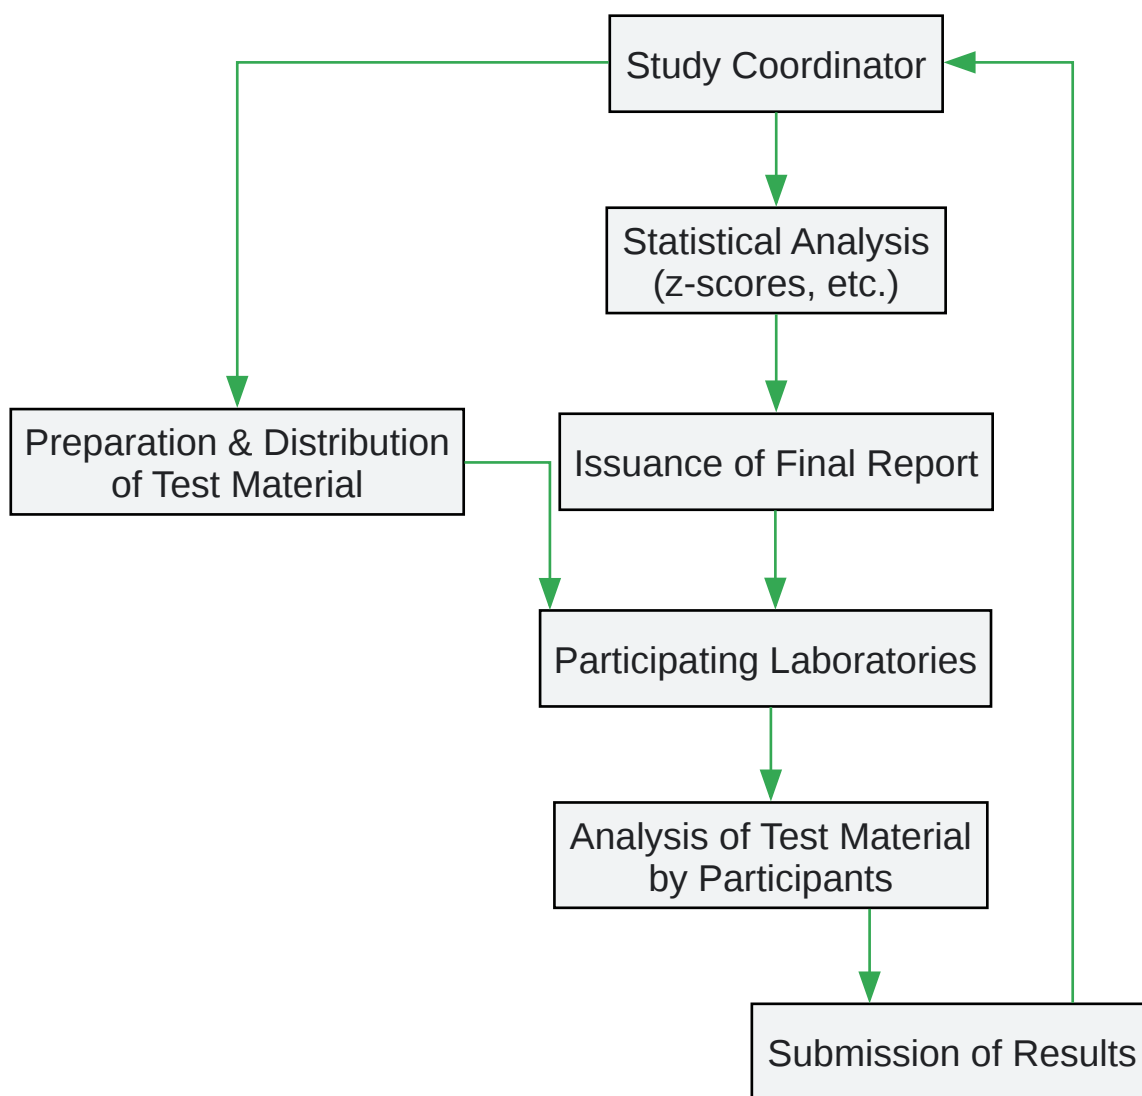 Study Coordinator
Statistical Analysis
(z-scores, etc.)
Preparation & Distribution
of Test Material
Issuance of Final Report
Participating Laboratories
Analysis of Test Material
by Participants
Submission of Results